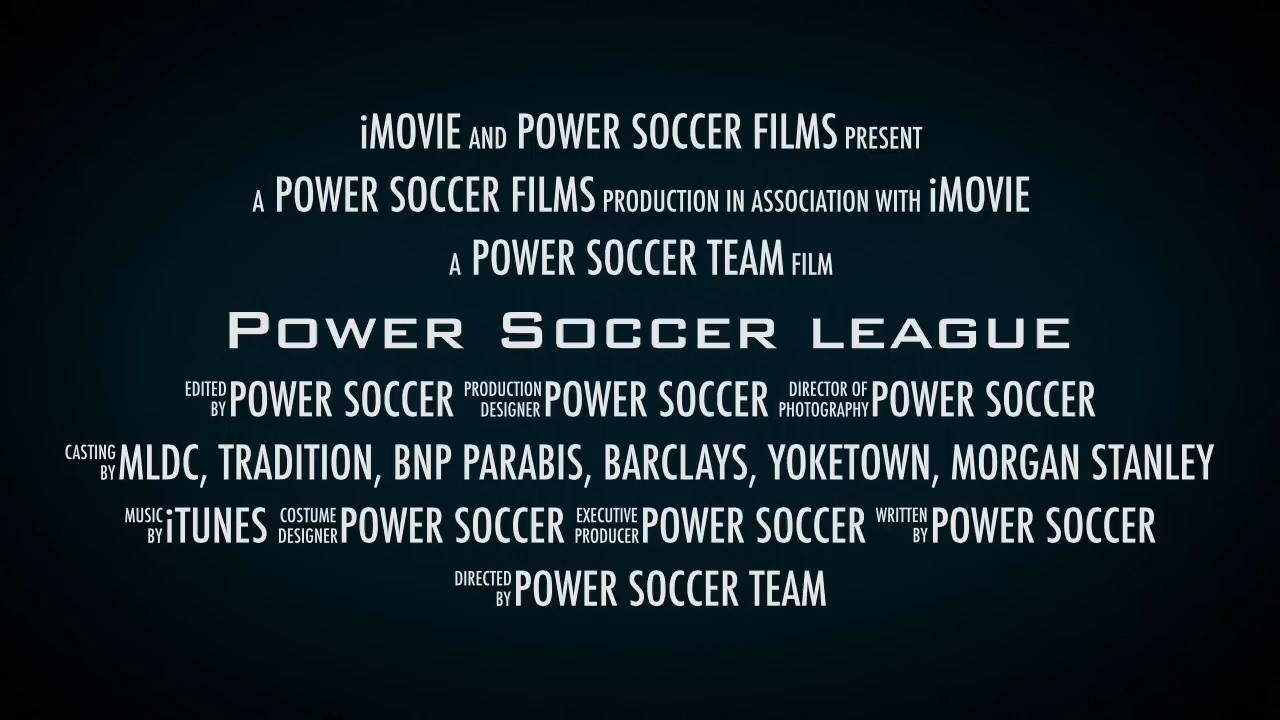 iMOVIE AND POWER SOCCER FILMS PRESENT
A POWER SOCCER FILMS PRODUCTION IN ASSOCIATION WITH iMOVIE
A POWER SOCCER TEAM FILM
POWER SOCCER LEAGUE
EDITED BY POWER SOCCER PRODUCTION DESIGNER POWER SOCCER DIRECTOR OF PHOTOGRAPHY POWER SOCCER
CASTING BY MLDC, TRADITION, BNP PARABIS, BARCLAYS, YOKETOWN, MORGAN STANLEY
MUSIC BY iTUNES COSTUME DESIGNER POWER SOCCER EXECUTIVE PRODUCER POWER SOCCER WRITTEN BY POWER SOCCER
DIRECTED BY POWER SOCCER TEAM